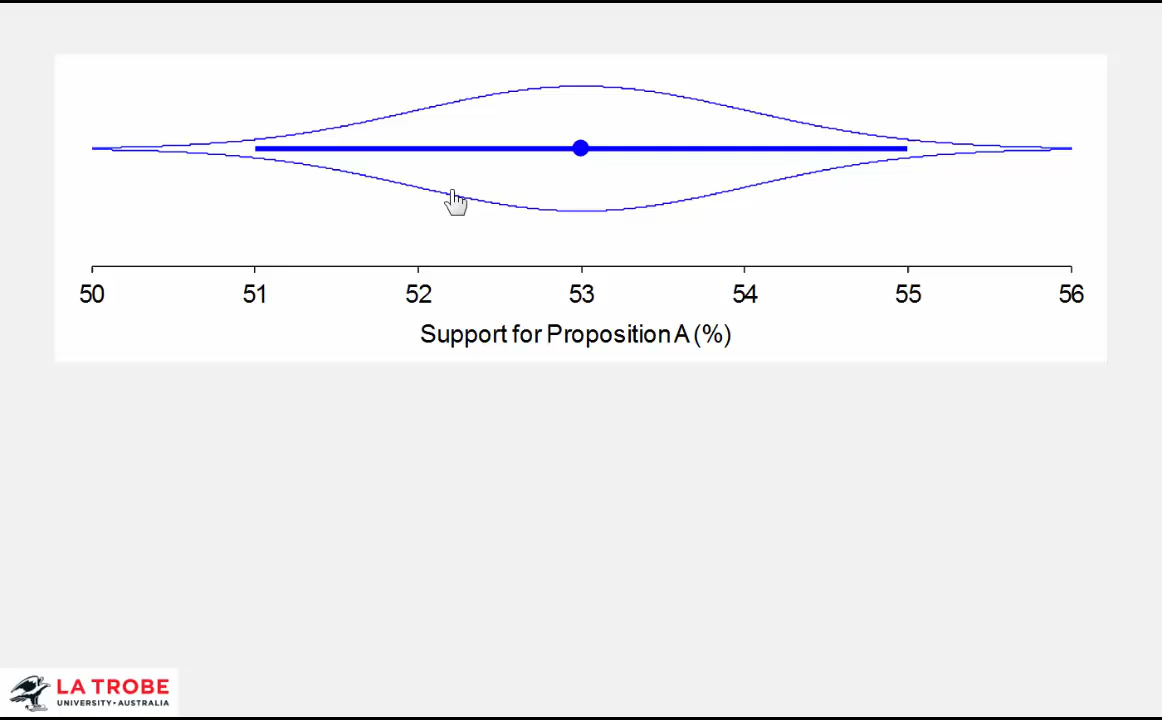 50 51 52 53 54 55 56
Support for Proposition A (%)
LA TROBE
UNIVERSITY • AUSTRALIA